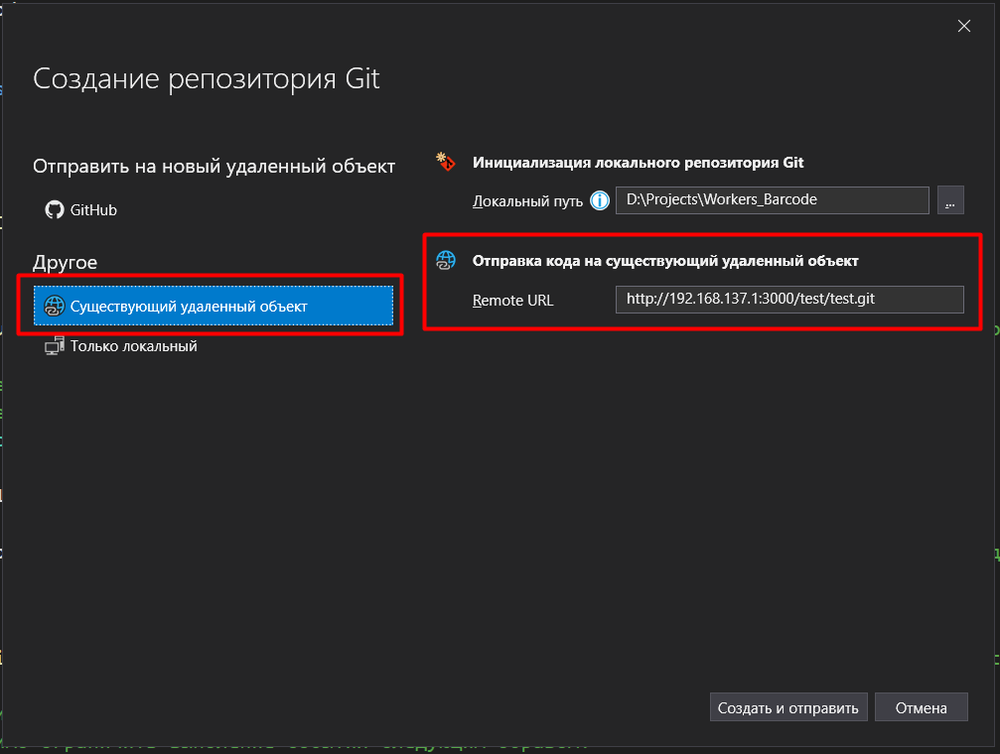 Создание репозитория Git
Отправить на новый удаленный объект
GitHub
Другое
Существующий удаленный объект
Только локальный
Инициализация локального репозитория Git
Локальный путь
D:\Projects\Workers_Barcode
...
Отправка кода на существующий удаленный объект
Remote URL
http://192.168.137.1:3000/test/test.git
Создать и отправить
Отмена